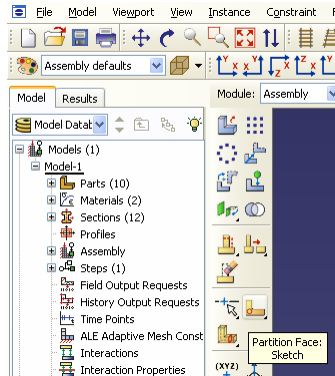 File Model Viewport View Instance Constraint
Assembly defaults
Model Results Module: Assembly
Model Datab
Models (1)
Model-1
Parts (10)
Materials (2)
Sections (12)
Profiles
Assembly
Steps (1)
Field Output Requests
History Output Requests
Time Points
ALE Adaptive Mesh Const
Interactions
Interaction Properties
Partition Face:
Sketch
(XYZ)